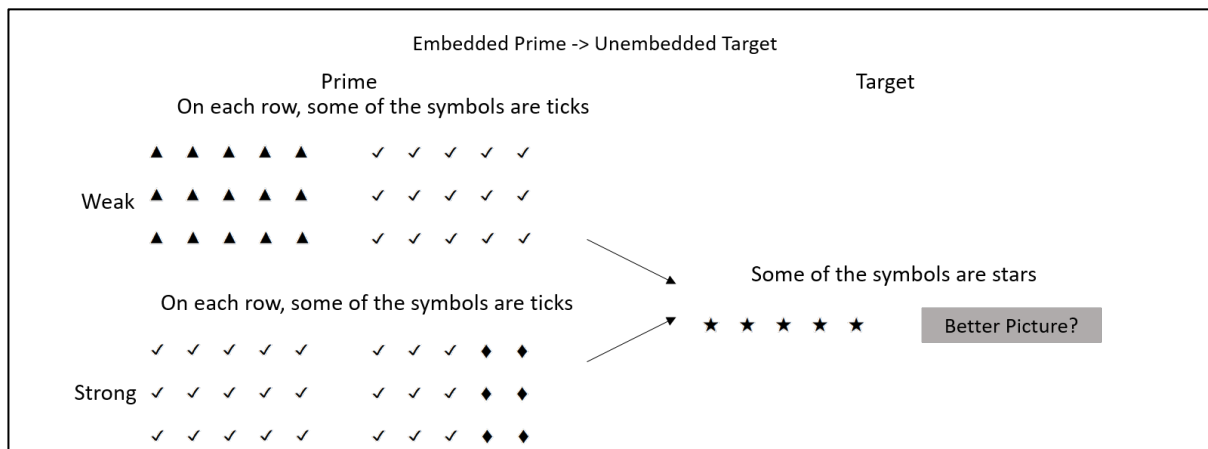 Embedded Prime -> Unembedded Target
Prime
Target
On each row, some of the symbols are ticks
Weak
On each row, some of the symbols are ticks
Strong
Some of the symbols are stars
Better Picture?